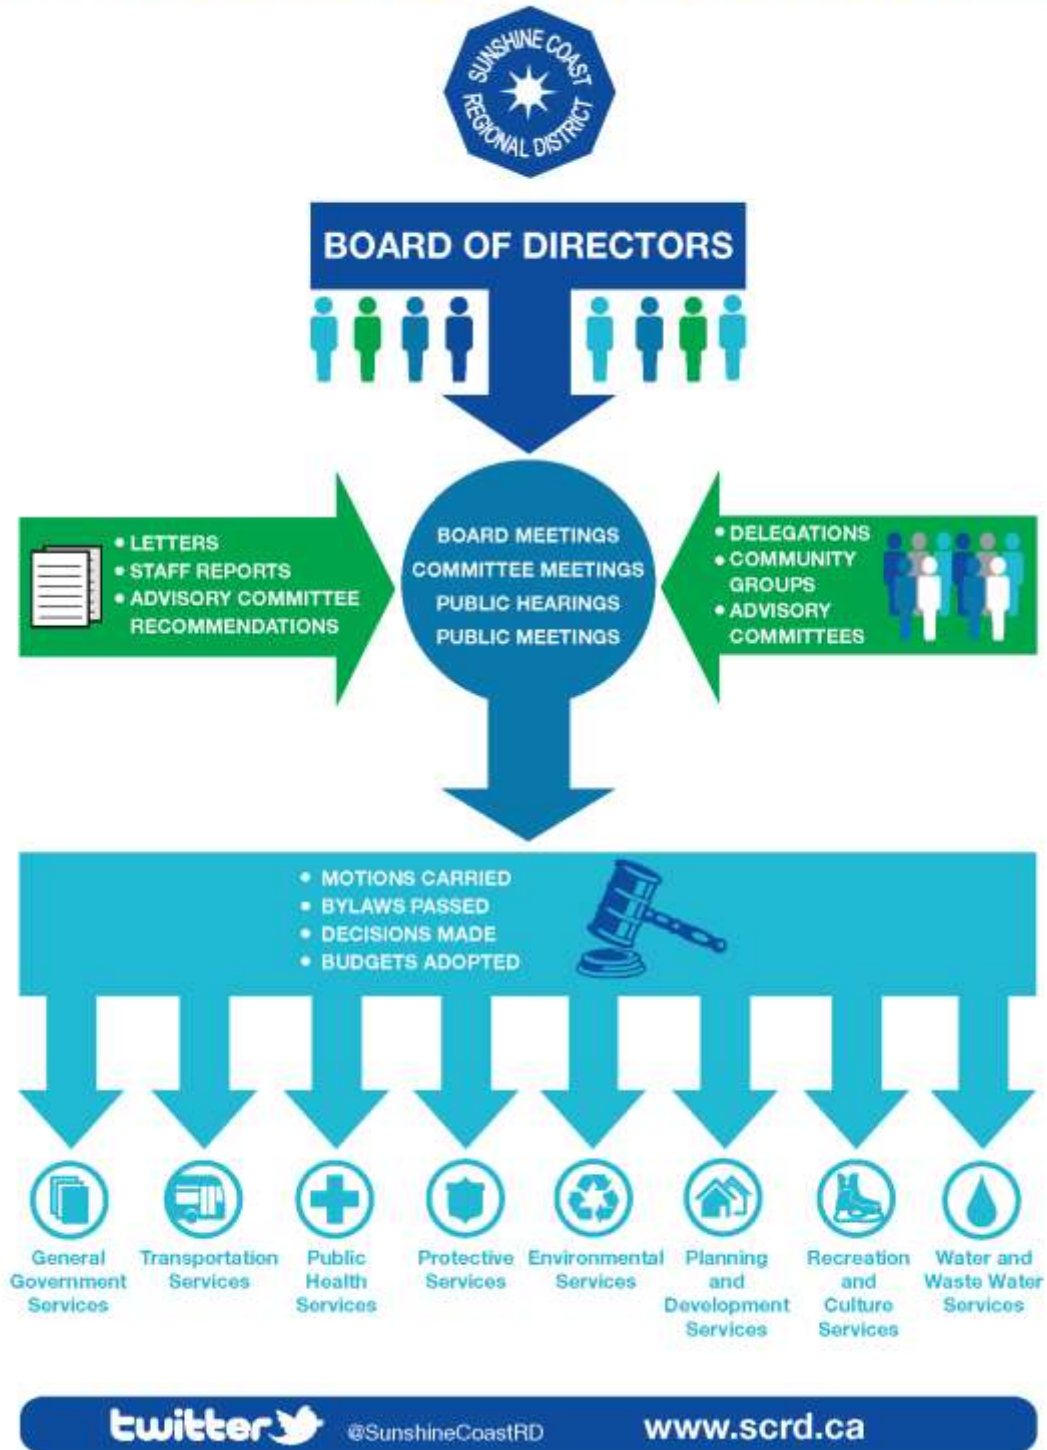 SUNSHINE COAST
REGIONAL DISTRICT
BOARD OF DIRECTORS
• LETTERS
• STAFF REPORTS
• ADVISORY COMMITTEE
RECOMMENDATIONS
BOARD MEETINGS
COMMITTEE MEETINGS
PUBLIC HEARINGS
PUBLIC MEETINGS
• DELEGATIONS
• COMMUNITY
GROUPS
• ADVISORY
COMMITTEES
• MOTIONS CARRIED
• BYLAWS PASSED
• DECISIONS MADE
• BUDGETS ADOPTED
General
Government
Services
Transportation
Services
Public
Health
Services
Protective
Services
Environmental
Services
Planning
and
Development
Services
Recreation
and
Culture
Services
Water and
Waste Water
Services
twitter @SunshineCoastRD www.scrd.ca